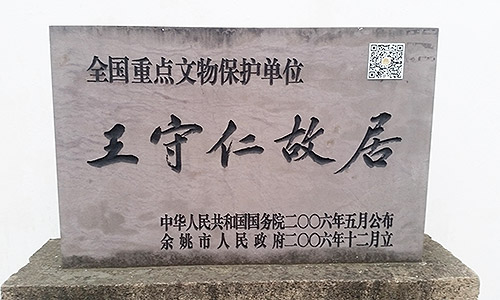 全国重点文物保护单位
王守仁故居
中华人民共和国国务院二〇〇六年五月公布
余姚市人民政府二〇〇六年十二月立